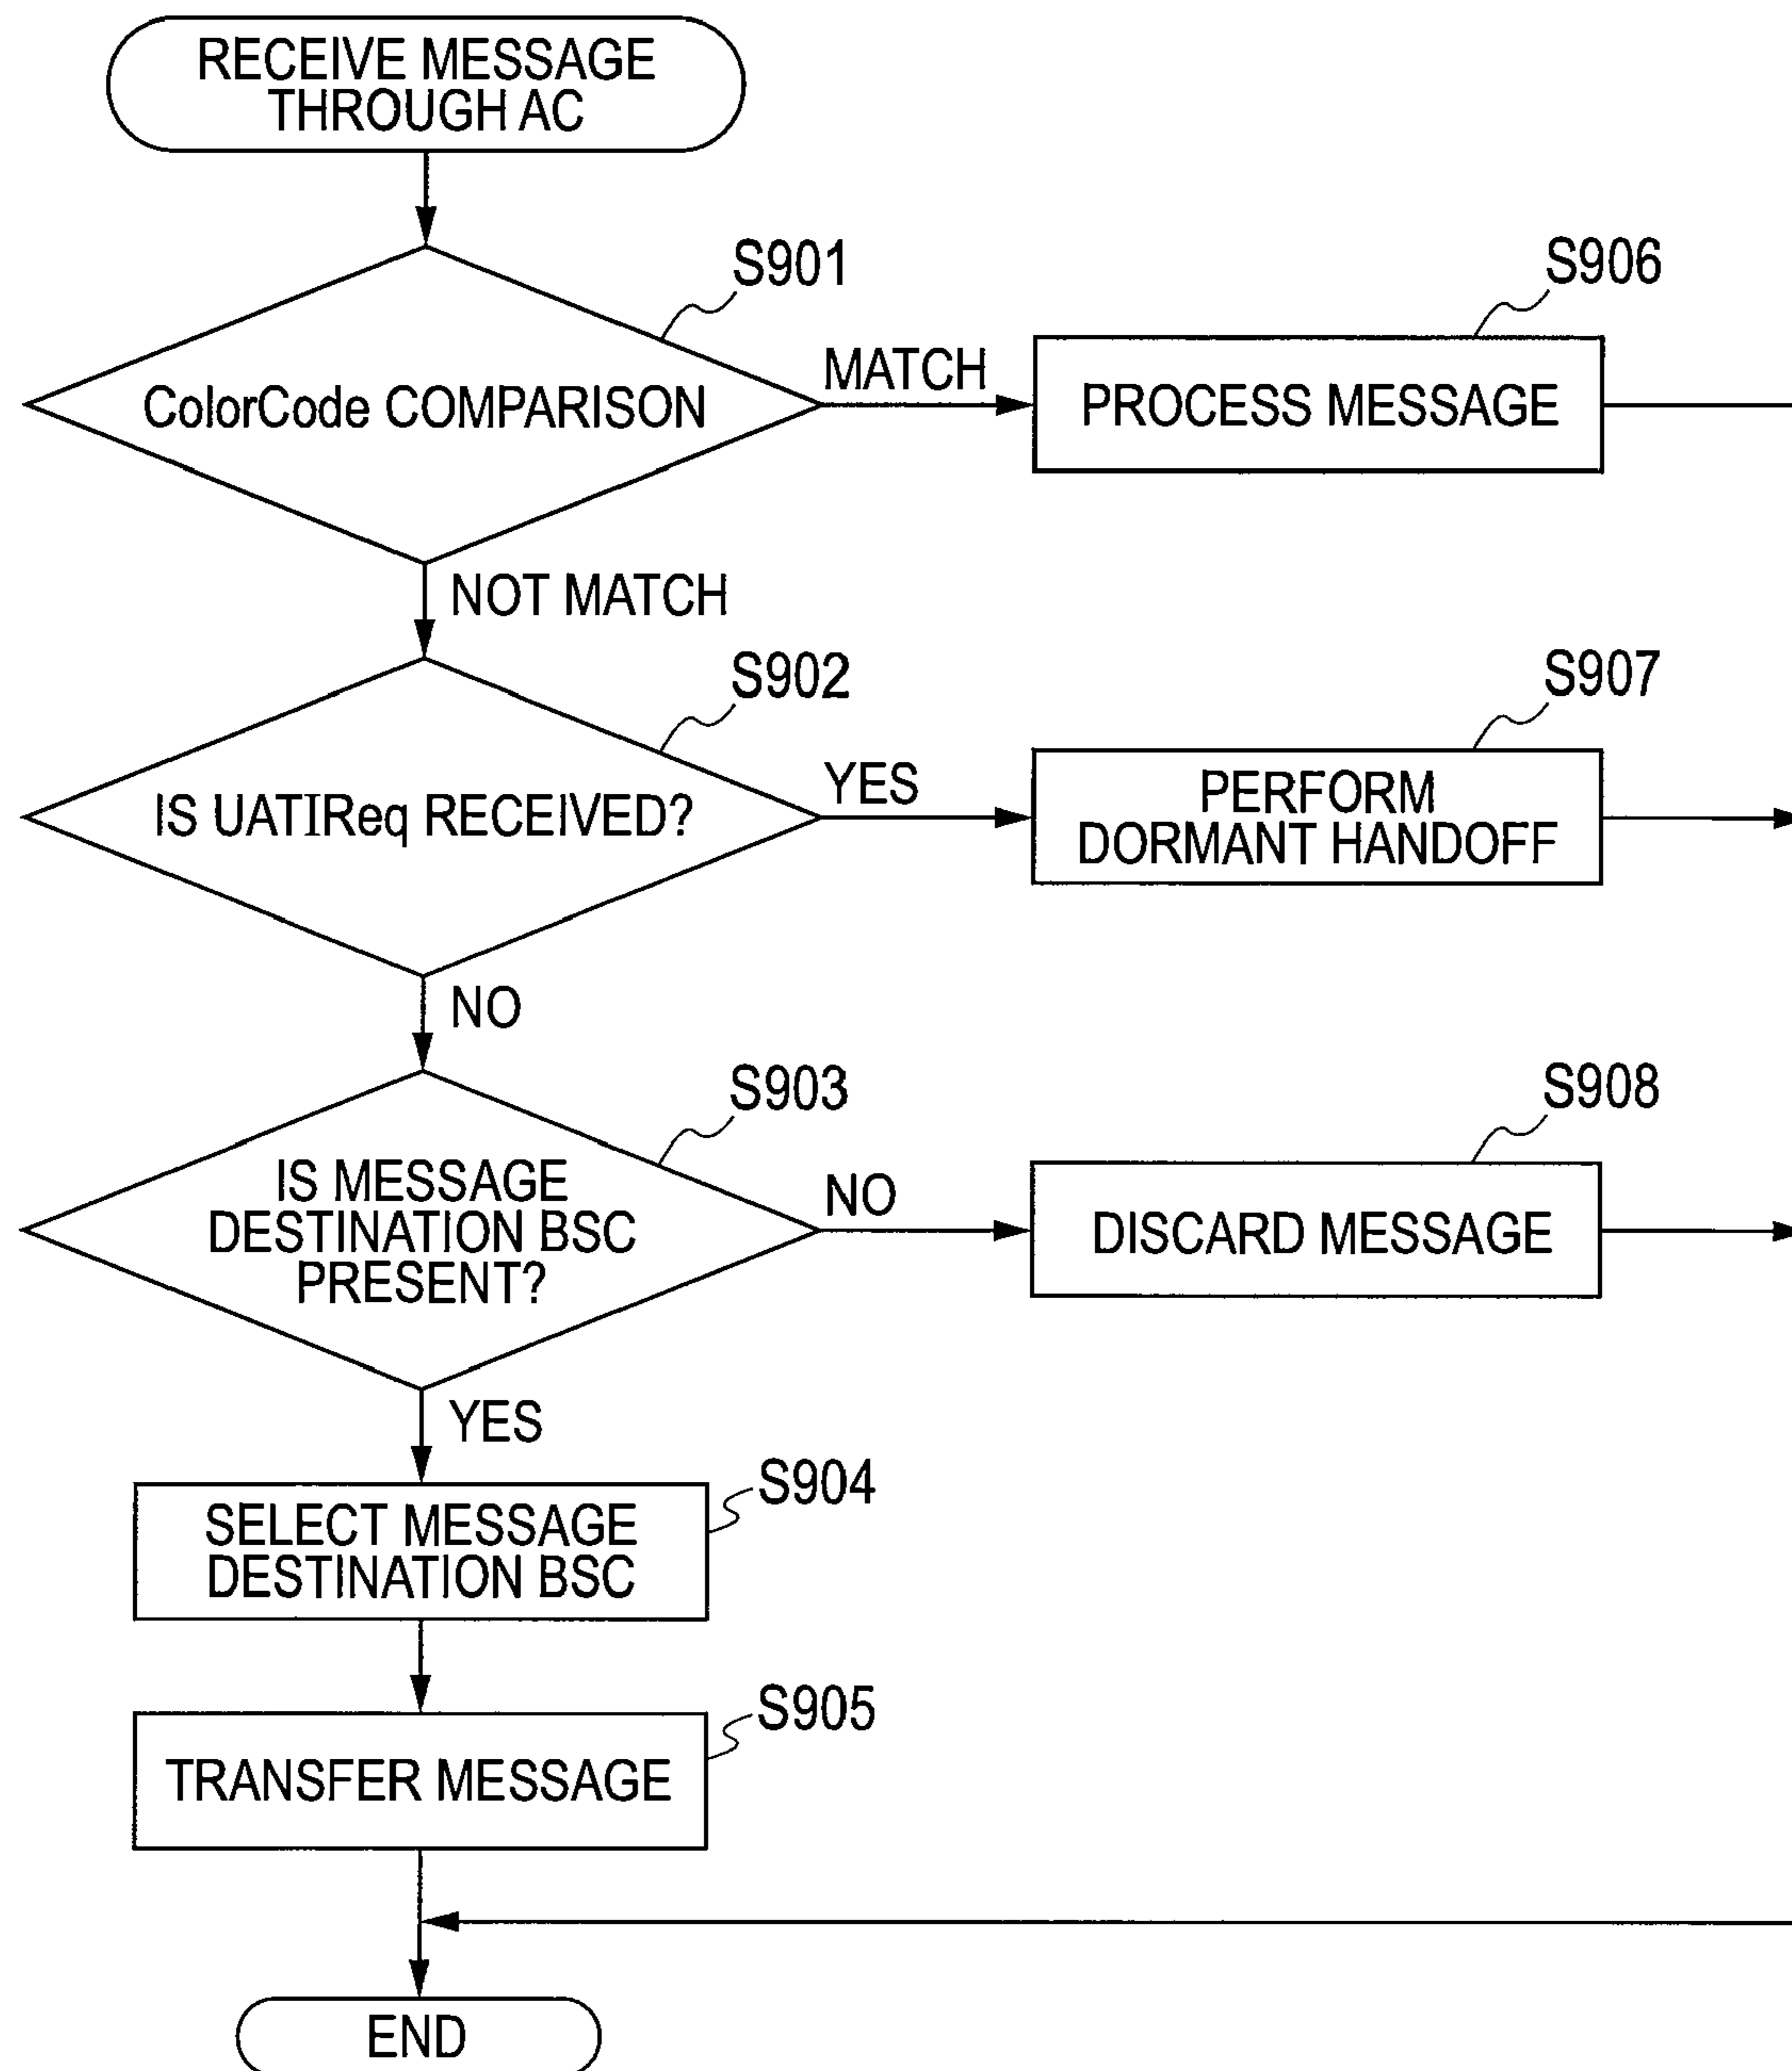 RECEIVE MESSAGE
THROUGH AC
S901
ColorCode COMPARISON
MATCH
S906
PROCESS MESSAGE
NOT MATCH
S902
IS UATIReq RECEIVED?
YES
S907
PERFORM
DORMANT HANDOFF
NO
S903
IS MESSAGE
DESTINATION BSC
PRESENT?
NO
S908
DISCARD MESSAGE
YES
S904
SELECT MESSAGE
DESTINATION BSC
S905
TRANSFER MESSAGE
END